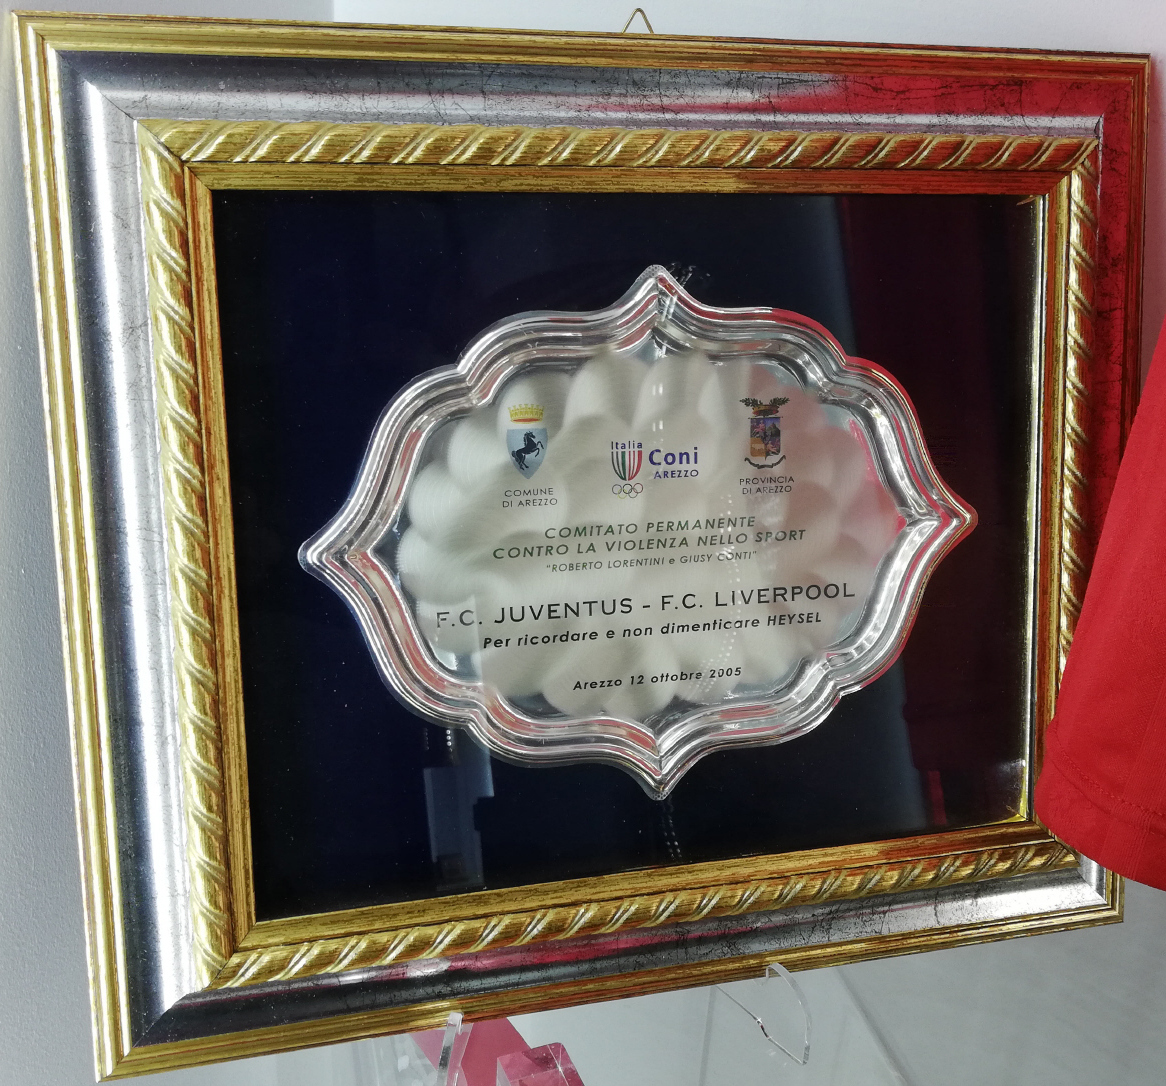 COMUNE
DI AREZZO
Italia
Coni
AREZZO
PROVINCIA
DI AREZZO
COMITATO PERMANENTE
CONTRO LA VIOLENZA NELLO SPORT
"ROBERTO LORENTINI e GIUSY CONTI"
F.C. JUVENTUS - F.C. LIVERPOOL
Per ricordare e non dimenticare HEYSEL
Arezzo 12 ottobre 2005